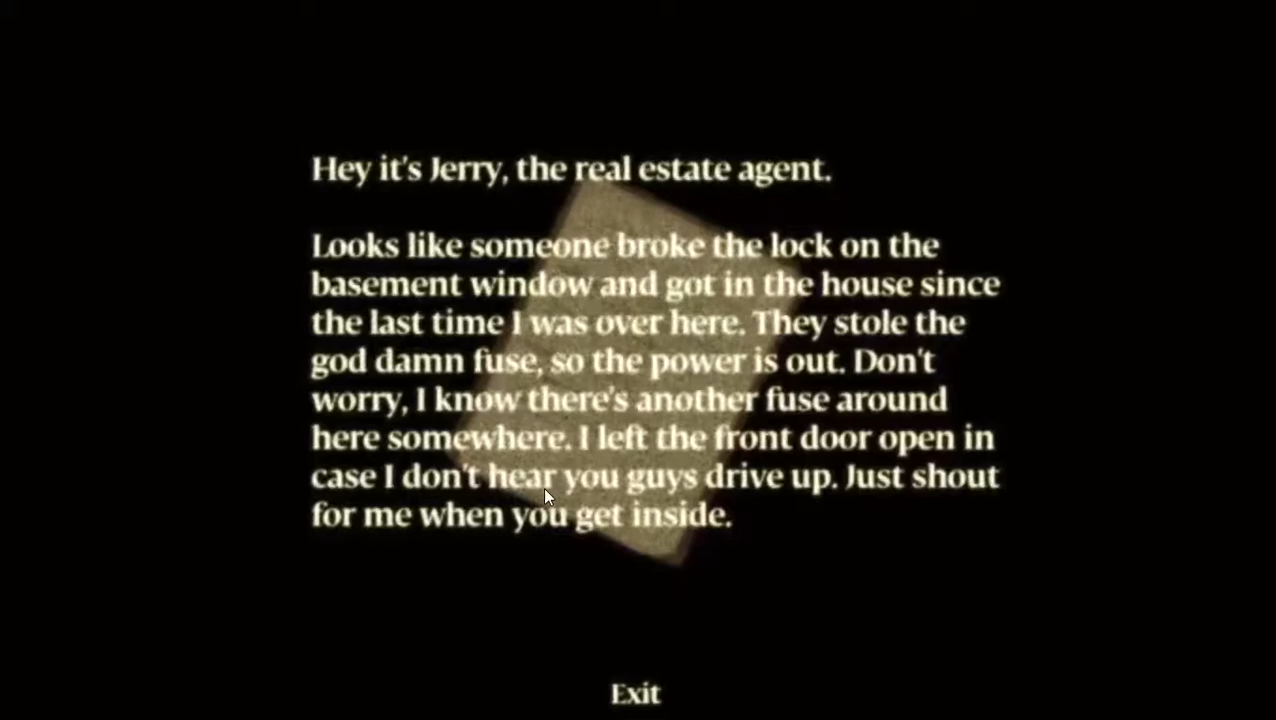 Hey it's Jerry, the real estate agent.
Looks like someone broke the lock on the
basement window and got in the house since
the last time I was over here. They stole the
god damn fuse, so the power is out. Don't
worry, I know there's another fuse around
here somewhere. I left the front door open in
case I don't hear you guys drive up. Just shout
for me when you get inside.
Exit